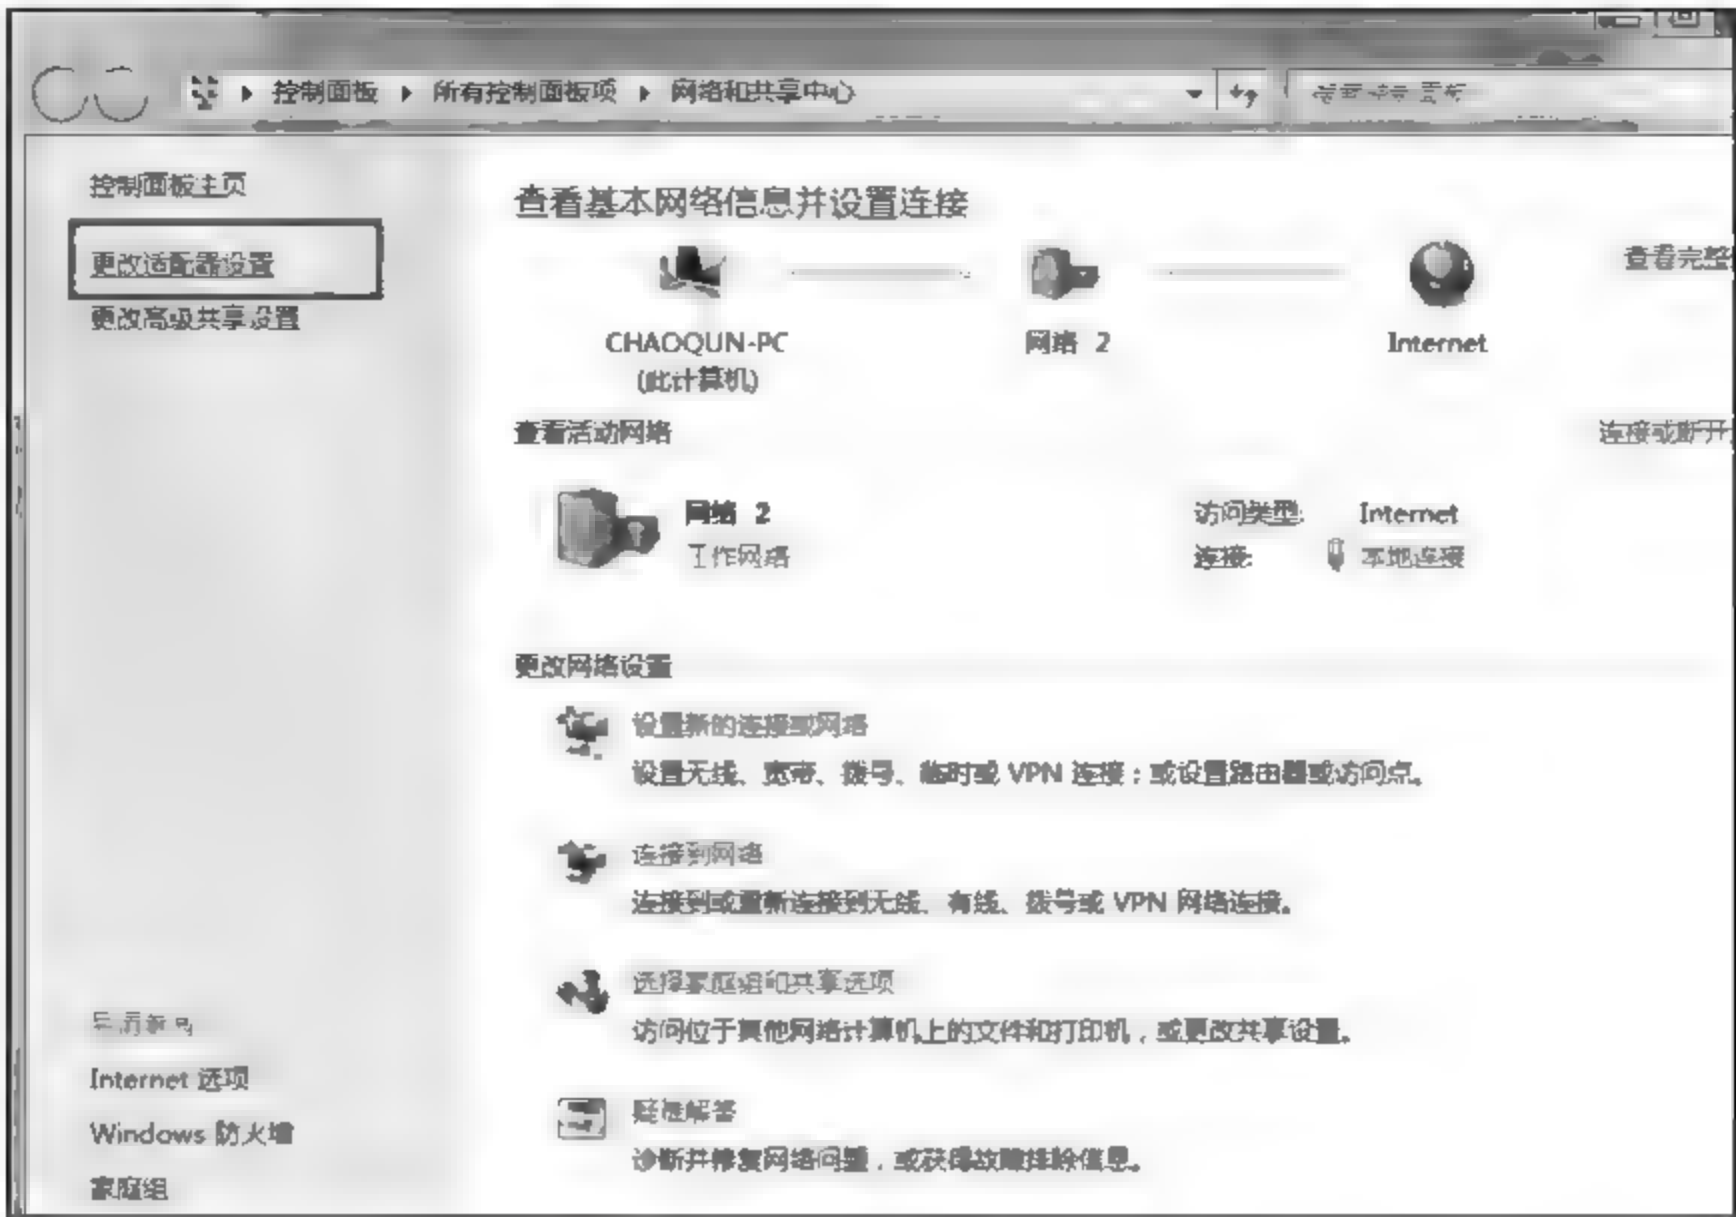 控制面板 ▶ 所有控制面板项 ▶ 网络和共享中心
控制面板主页
更改适配器设置
更改高级共享设置
查看基本网络信息并设置连接
查看完整
CHAOQUN-PC
(此计算机)
网络 2
Internet
查看活动网络
连接或断开
网络 2
工作网络
访问类型:
Internet
连接:
本地连接
更改网络设置
设置新的连接或网络
设置无线、宽带、拨号、临时或 VPN 连接；或设置路由器或访问点。
连接到网络
连接到或重新连接到无线、有线、拨号或 VPN 网络连接。
选择家庭组和共享选项
访问位于其他网络计算机上的文件和打印机，或更改共享设置。
疑难解答
诊断并修复网络问题，或获得故障排除信息。
Internet 选项
Windows 防火墙
家庭组